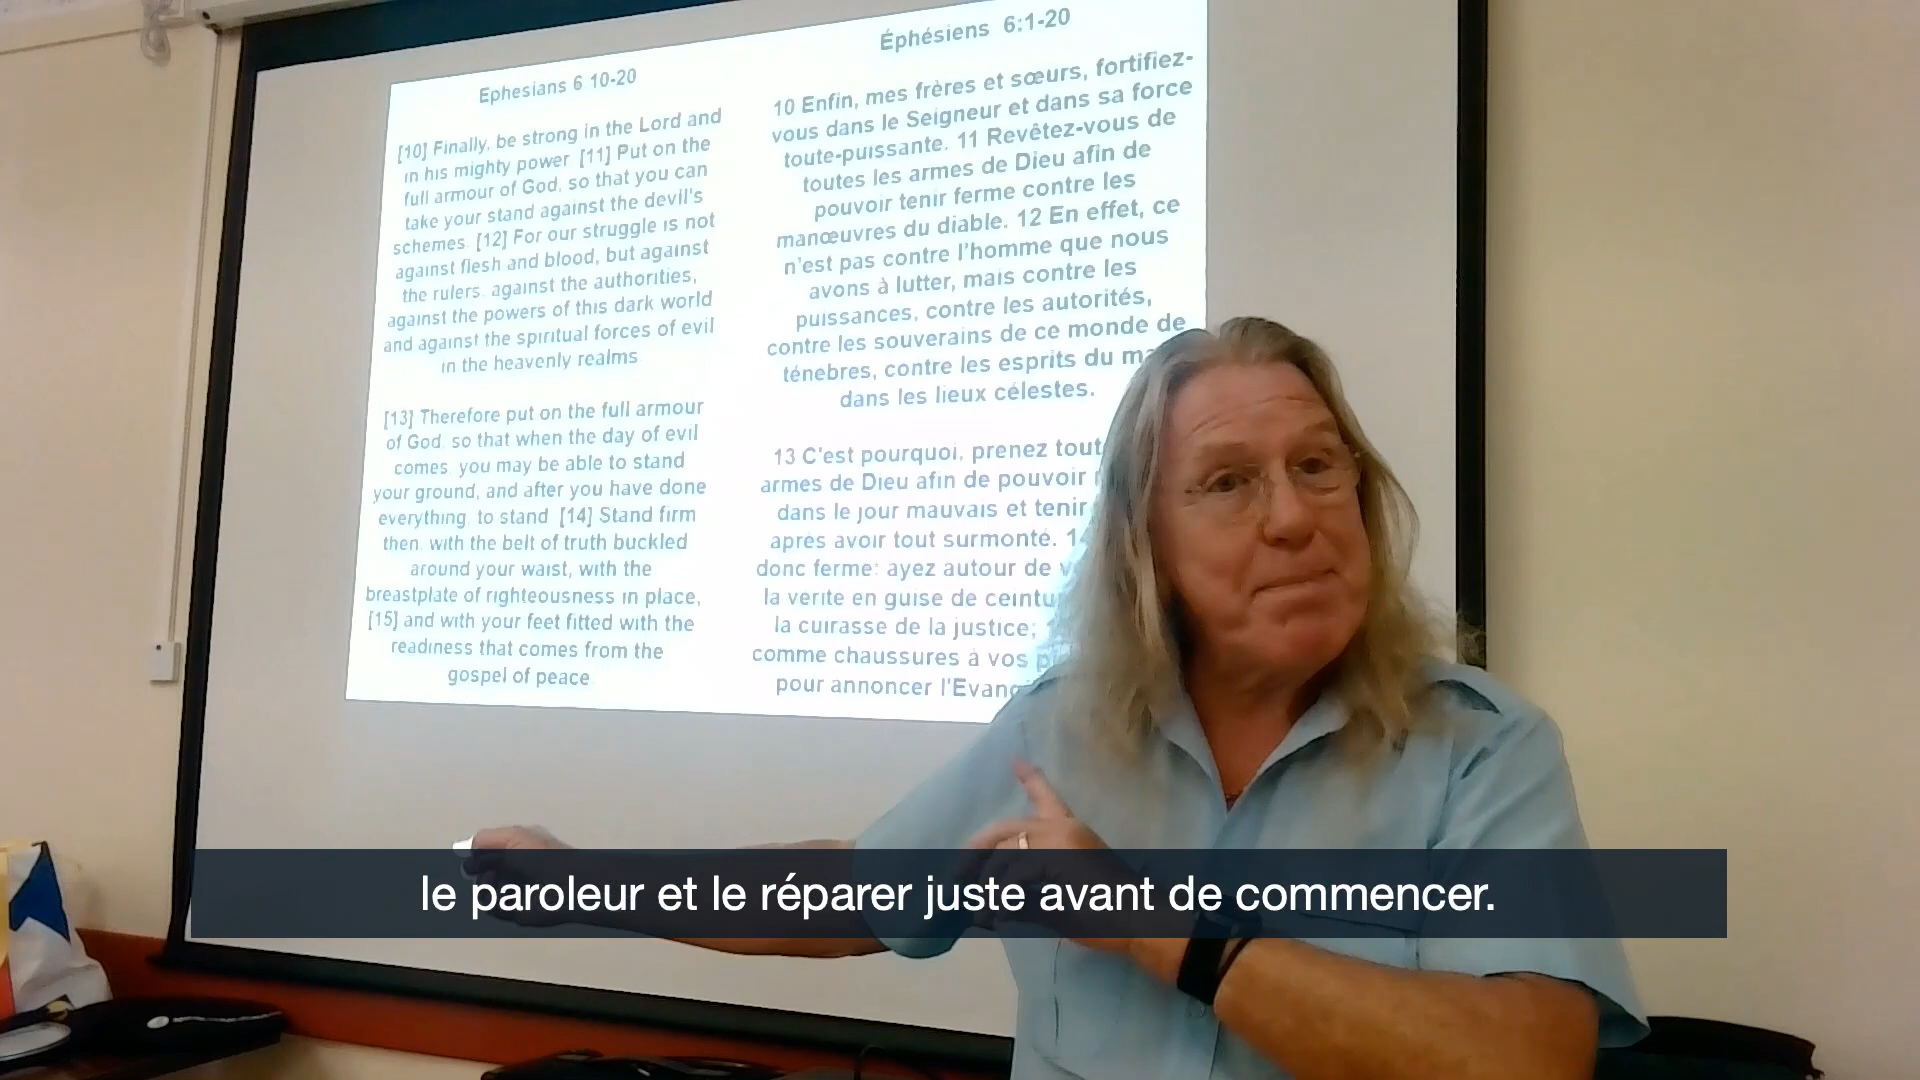 Ephesians 6 10-20
[10] Finally, be strong in the Lord and
in his mighty power [11] Put on the
full armour of God, so that you can
take your stand against the devil's
schemes [12] For our struggle is not
against flesh and blood, but against
the rulers, against the authorities,
against the powers of this dark world
and against the spiritual forces of evil
in the heavenly realms
[13] Therefore put on the full armour
of God, so that when the day of evil
comes, you may be able to stand
your ground, and after you have done
everything, to stand [14] Stand firm
then, with the belt of truth buckled
around your waist, with the
breastplate of righteousness in place,
[15] and with your feet fitted with the
readiness that comes from the
gospel of peace
Éphésiens 6:1-20
10 Enfin, mes frères et sœurs, fortifiez-
vous dans le Seigneur et dans sa force
toute-puissante. 11 Revêtez-vous de
toutes les armes de Dieu afin de
pouvoir tenir ferme contre les
manœuvres du diable. 12 En effet, ce
n'est pas contre l'homme que nous
avons à lutter, mais contre les
puissances, contre les autorités,
contre les souverains de ce monde de
ténebres, contre les esprits du
dans les lieux célestes.
13 C'est pourquoi, prenez
armes de Dieu afin de pouvoir
dans le jour mauvais et tenir
après avoir tout surmonté.
donc ferme: ayez autour de
la verite en guise de
la cuirasse de la justice;
comme chaussures à vos
pour annoncer
le paroleur et le réparer juste avant de commencer.